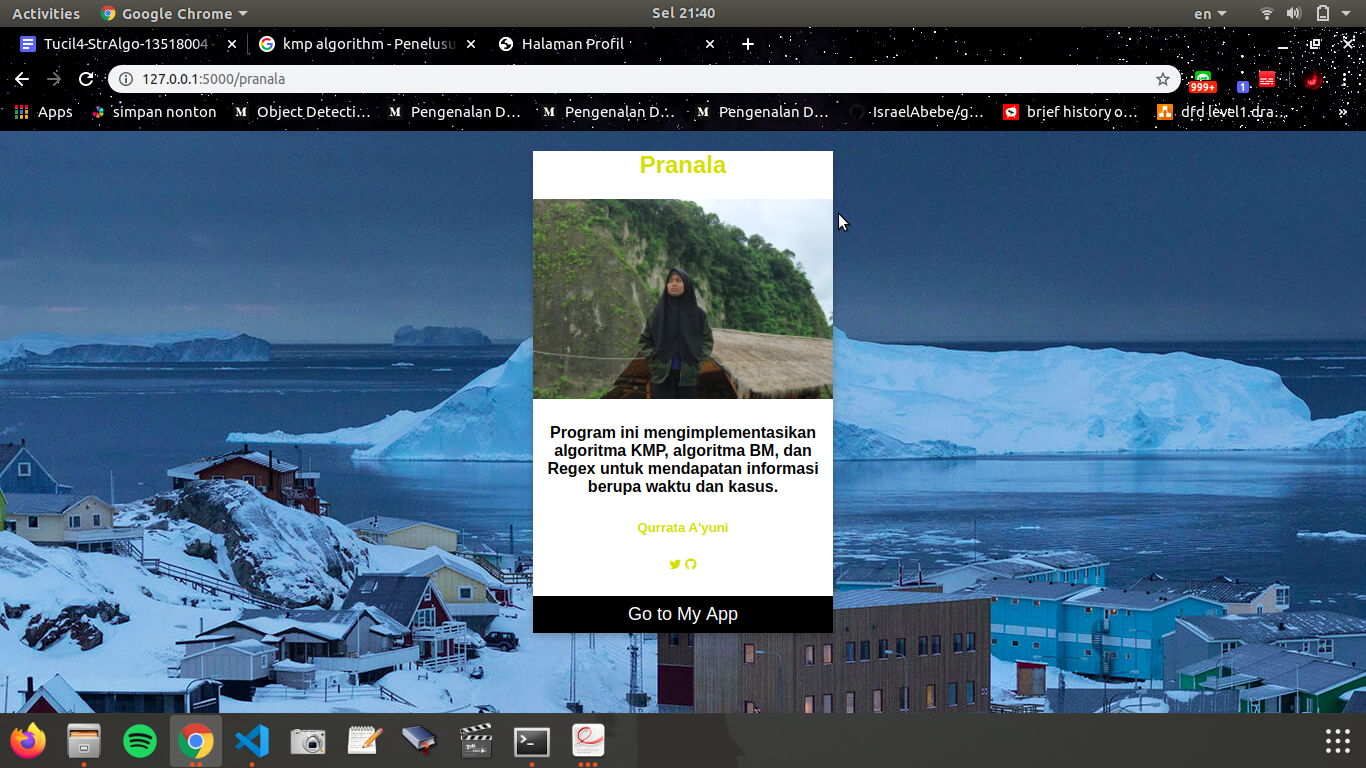 Activities
Google Chrome
Sel 21:40
en
Tucil4-StrAlgo-13518004 -
kmp algorithm - Penelusu
Halaman Profil
127.0.0.1:5000/pranala
999+
1
Apps
simpan nonton
Object Detecti...
Pengenalan D...
Pengenalan D...
Pengenalan D...
IsraelAbebe/g...
brief history o...
dfd level1.dra...
Pranala
Program ini mengimplementasikan
algoritma KMP, algoritma BM, dan
Regex untuk mendapatan informasi
berupa waktu dan kasus.
Qurrata A'yuni
Go to My App